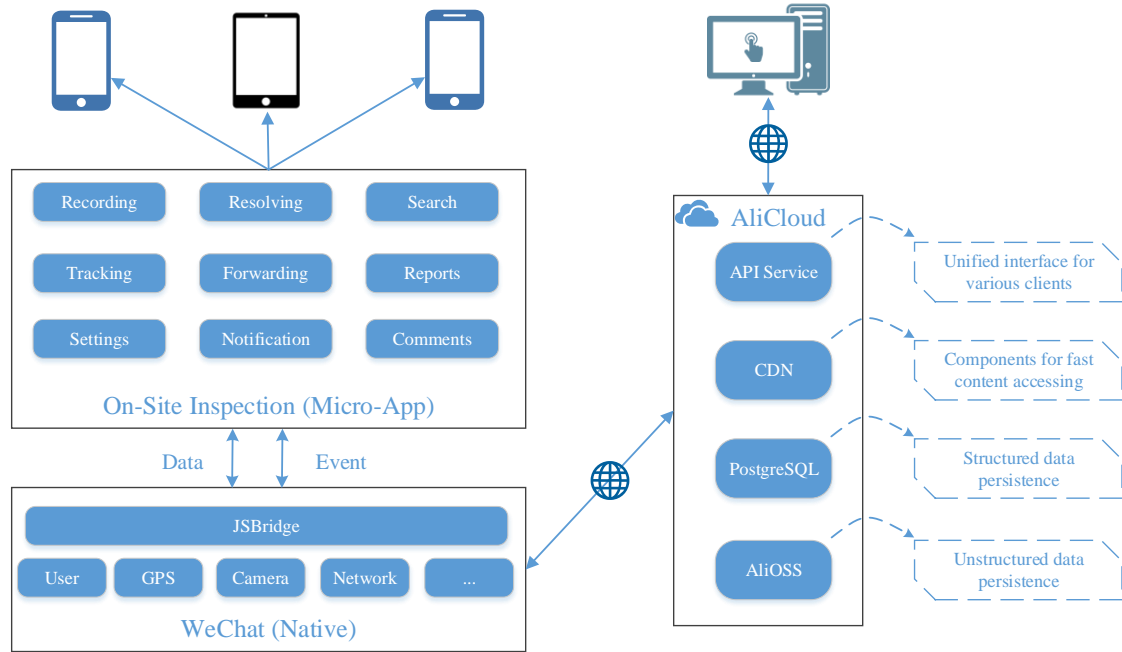 Recording
Resolving
Search
Tracking
Forwarding
Reports
Settings
Notification
Comments
On-Site Inspection (Micro-App)
Data
Event
JSBridge
User
GPS
Camera
Network
...
WeChat (Native)
AliCloud
API Service
Unified interface for
various clients
CDN
Components for fast
content accessing
PostgreSQL
Structured data
persistence
AliOSS
Unstructured data
persistence